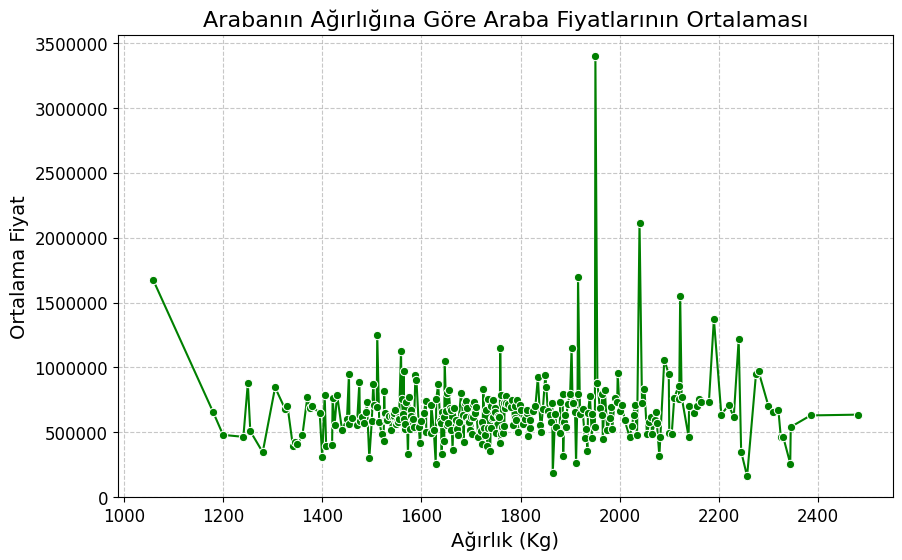 Arabanın Ağırlığına Göre Araba Fiyatlarının Ortalaması
3500000
3000000
2500000
2000000
1500000
1000000
500000
0
Ortalama Fiyat
1000 1200 1400 1600 1800 2000 2200 2400
Ağırlık (Kg)